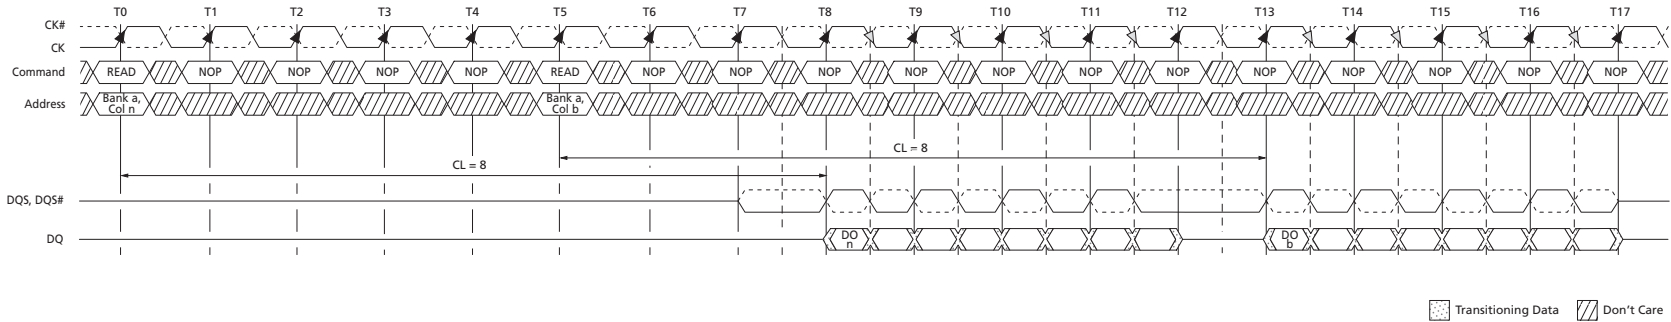 T0 T1 T2 T3 T4 T5 T6 T7 T8 T9 T10 T11 T12 T13 T14 T15 T16 T17
CK#
CK
Command READ NOP NOP NOP NOP READ NOP NOP NOP NOP NOP NOP NOP NOP NOP NOP NOP NOP
Address Bank a, Bank a,
Col n Col b
CL = 8
CL = 8
DQS, DQS#
DQ DO DO
n b
Transitioning Data Don't Care